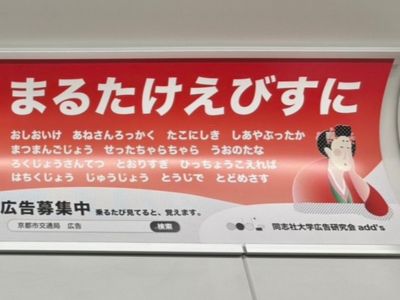 まるたけえびすに
おしおいけ あねさんろっかく たこにしき しあやぶったか
まつまんごじょう せったちゃらちゃら うおのたな
ろくじょうさんてつ とおりすぎ ひっちょうこえれば
はちくじょう じゅうじょう とうじで とどめさす
広告募集中 乗るたび見てると、覚えます。
京都市交通局 広告 検索
同志社大学広告研究会 add's